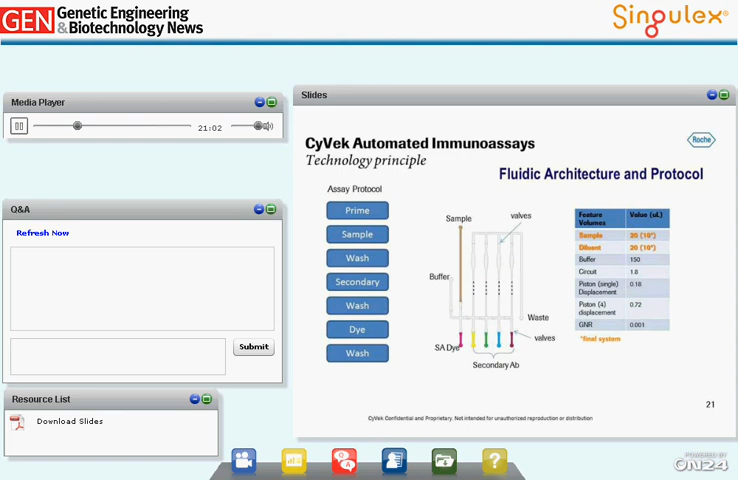 GEN Genetic Engineering
& Biotechnology News
Singulex®
Media Player
21:02
Q&A
Refresh Now
Submit
Resource List
Download Slides
Slides
CyVek Automated Immunoassays
Roche
Technology principle
Fluidic Architecture and Protocol
Assay Protocol
Prime
Sample
Wash
Secondary
Wash
Dye
Wash
Sample
valves
Buffer
Waste
valves
SA Dye
Secondary Ab
Feature Volumes Value (uL)
Sample 20 (10*)
Diluent 20 (10*)
Buffer 150
Circuit 1.8
Piston (single) Displacement 0.18
Piston (4) displacement 0.72
GNR 0.001
*final system
21
CyVek Confidential and Proprietary. Not intended for unauthorized reproduction or distribution
Q
A
?
POWERED BY
ON24